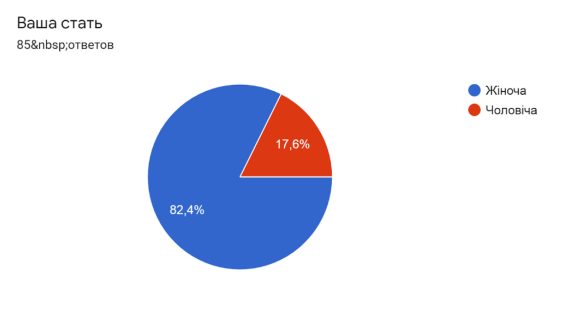 Ваша стать
85&nbsp;ответов
Жіноча
Чоловіча
17,6%
82,4%